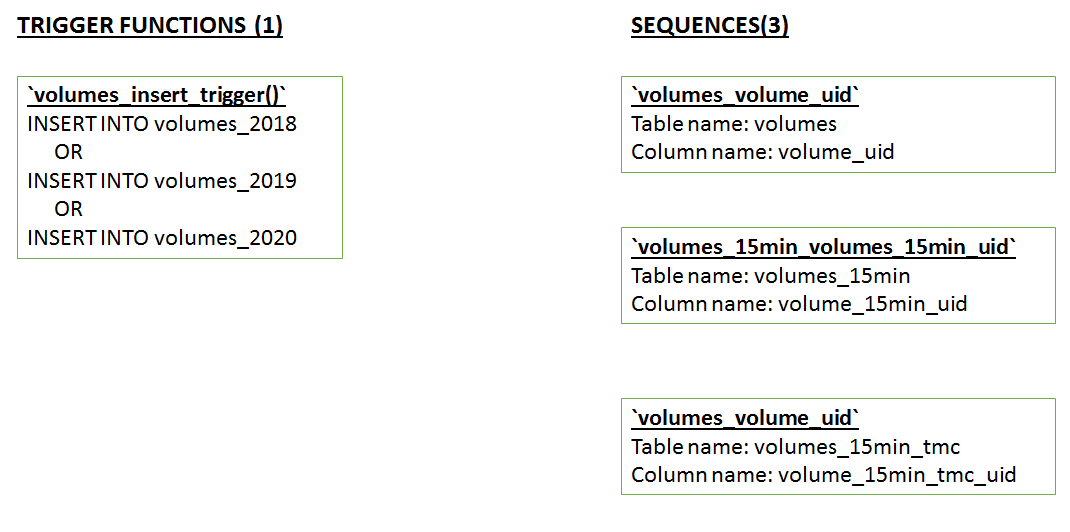 TRIGGER FUNCTIONS (1)
`volumes_insert_trigger()`
INSERT INTO volumes_2018
OR
INSERT INTO volumes_2019
OR
INSERT INTO volumes_2020
SEQUENCES(3)
`volumes_volume_uid`
Table name: volumes
Column name: volume_uid
`volumes_15min_volumes_15min_uid`
Table name: volumes_15min
Column name: volume_15min_uid
`volumes_volume_uid`
Table name: volumes_15min_tmc
Column name: volume_15min_tmc_uid